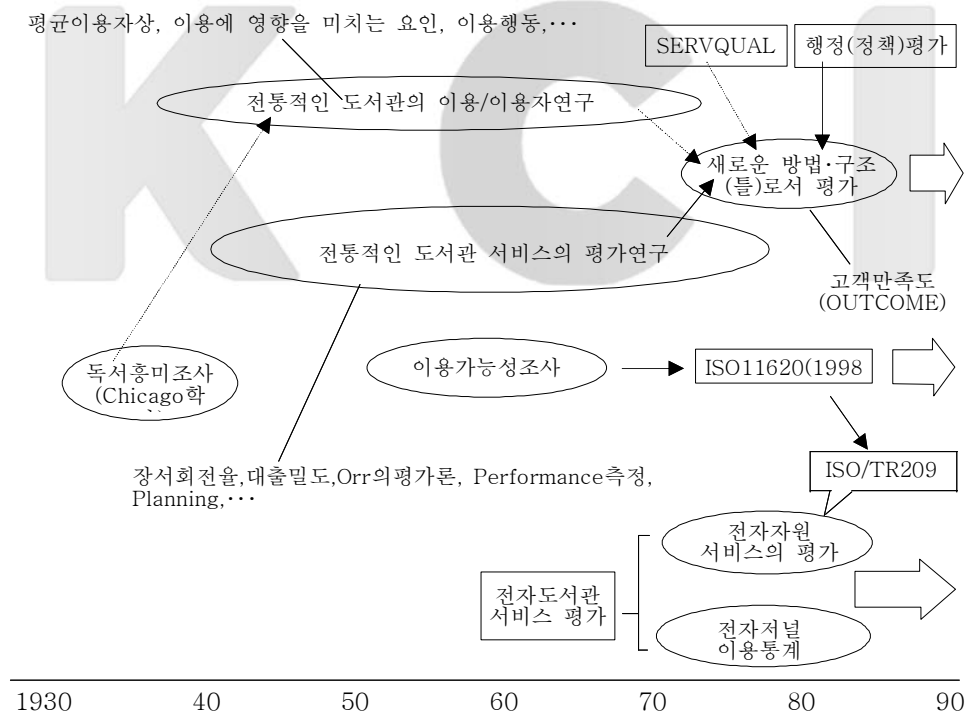 평균이용자상, 이용에 영향을 미치는 요인, 이용행동,···
SERVQUAL
행정(정책)평가
전통적인 도서관의 이용/이용자연구
새로운 방법·구조
(틀)로서 평가
전통적인 도서관 서비스의 평가연구
고객만족도
(OUTCOME)
독서흥미조사
(Chicago학
이용가능성조사
ISO11620(1998
장서회전율,대출밀도,Orr의평가론, Performance측정,
Planning,···
ISO/TR209
전자자원
서비스의 평가
전자도서관
서비스 평가
전자저널
이용통계
1930 40 50 60 70 80 90
KCI